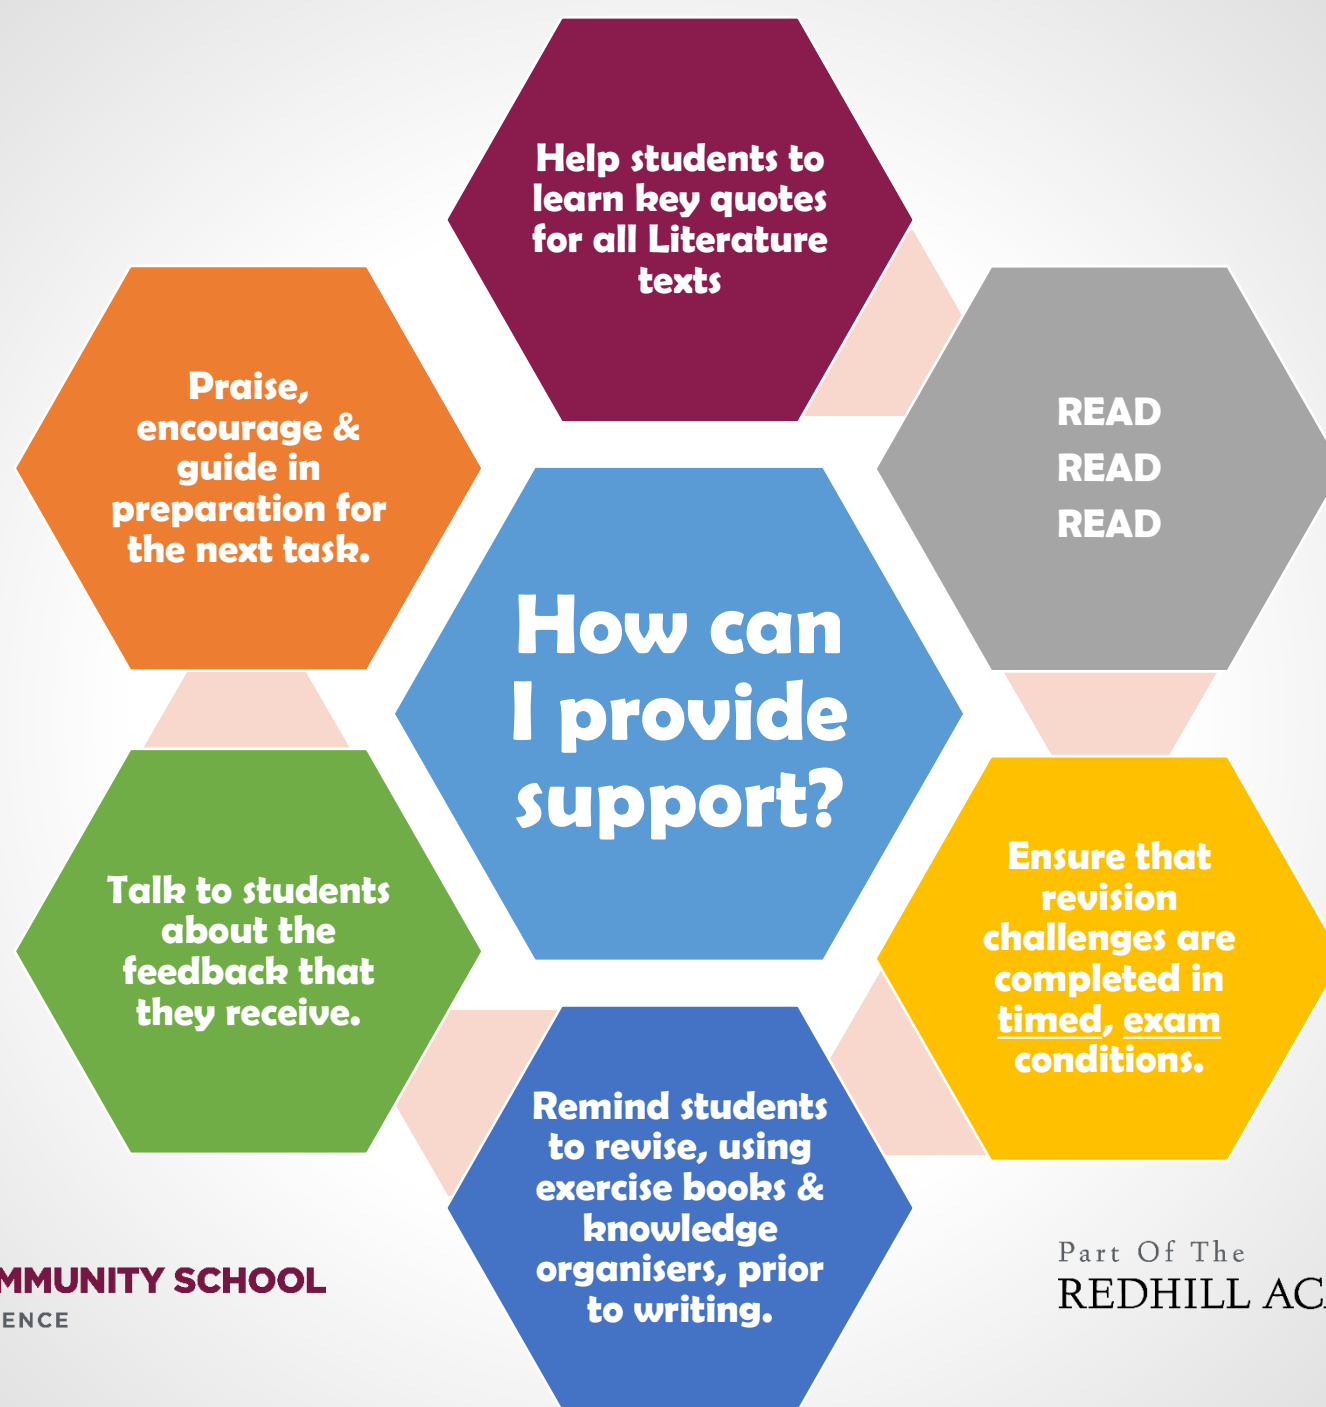 Help students to
learn key quotes
for all Literature
texts
READ
READ
READ
Praise,
encourage &
guide in
preparation for
the next task.
How can
I provide
support?
Ensure that
revision
challenges are
completed in
timed, exam
conditions.
Talk to students
about the
feedback that
they receive.
Remind students
to revise, using
exercise books &
knowledge
organisers, prior
to writing.
COMMUNITY SCHOOL
Part Of The
REDHILL